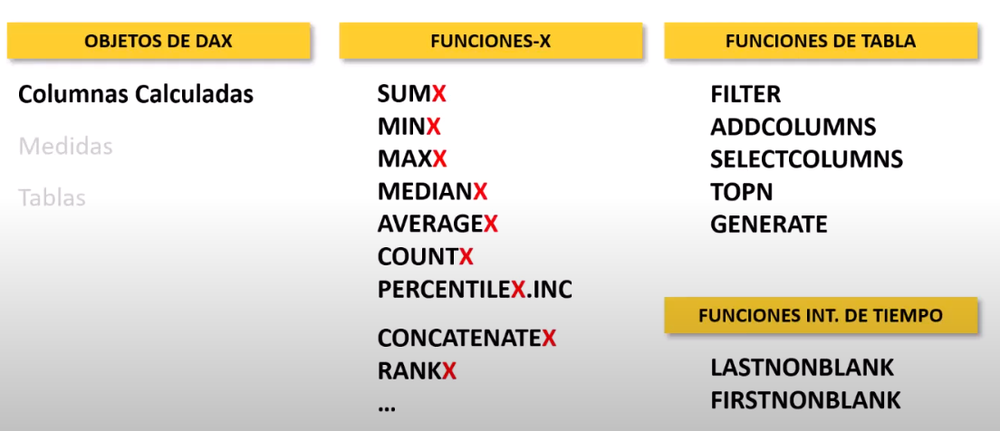 OBJETOS DE DAX
Columnas Calculadas
Medidas
Tablas
FUNCIONES-X
SUMX
MINX
MAXX
MEDIANX
AVERAGEX
COUNTX
PERCENTILEX.INC
CONCATENATEX
RANKX
...
FUNCIONES DE TABLA
FILTER
ADDCOLUMNS
SELECTCOLUMNS
TOPN
GENERATE
FUNCIONES INT. DE TIEMPO
LASTNONBLANK
FIRSTNONBLANK